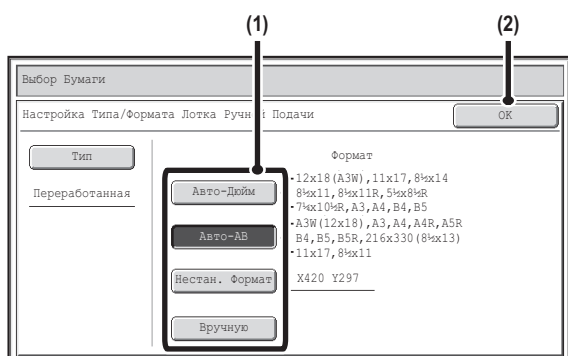 (1) (2)
Выбор Бумаги
Настройка Типа/Формата Лотка Ручной Подачи
OK
Тип
Переработанная
Авто-Дюйм
Авто-AB
Нестан. Формат
Вручную
Формат
·12x18(A3W),11x17,8½x14
8½x11,8½x11R,5½x8½R
·7¼x10½R,A3,A4,B4,B5
·A3W(12x18),A3,A4,A4R,A5R
B4,B5,B5R,216x330(8½x13)
·11x17,8½x11
X420 Y297